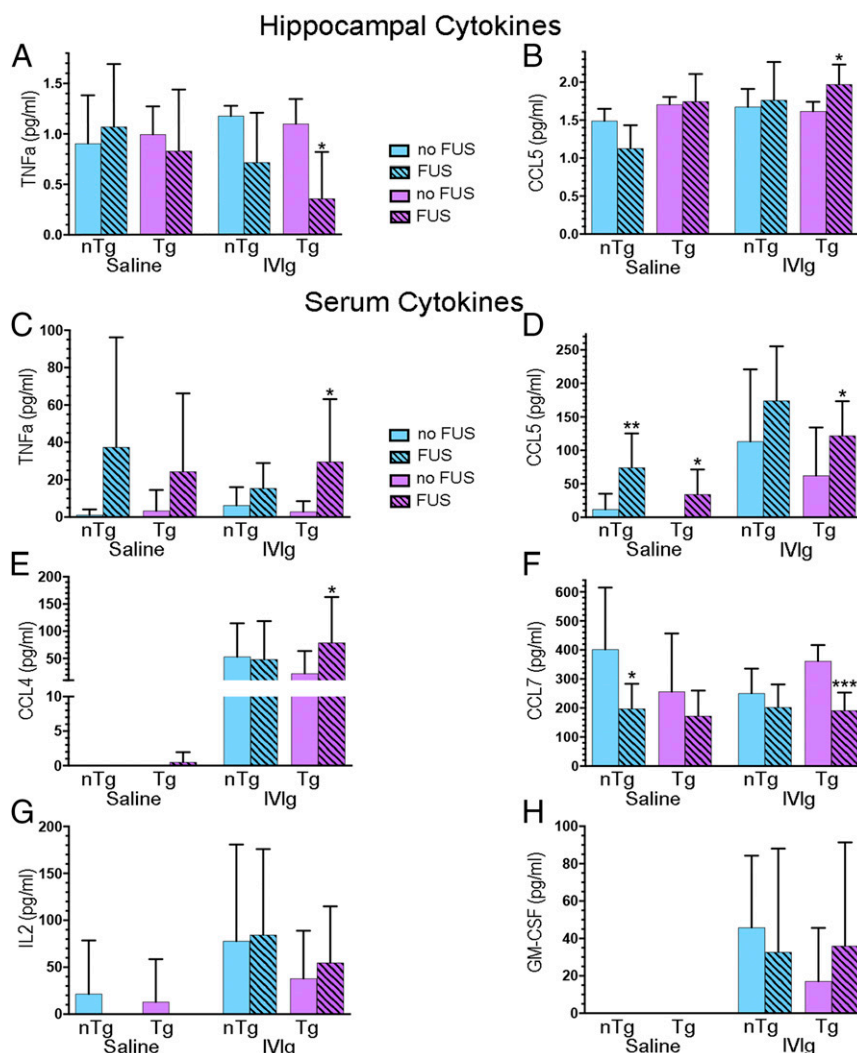 Hippocampal Cytokines
A
TNFa (pg/ml)
1.5
1.0
0.5
0.0
*
nTg Tg nTg Tg
Saline IVIg
no FUS
FUS
no FUS
FUS
B
CCL5 (pg/ml)
2.5
2.0
1.5
1.0
.5
0.0
*
nTg Tg nTg Tg
Saline IVIg
Serum Cytokines
C
TNFa (pg/ml)
100
80
60
40
20
0
*
nTg Tg nTg Tg
Saline IVIg
no FUS
FUS
no FUS
FUS
D
CCL5 (pg/ml)
250
200
150
100
50
0
** * *
nTg Tg nTg Tg
Saline IVIg
E
CCL4 (pg/ml)
200
150
100
50
10
5
0
*
nTg Tg nTg Tg
Saline IVIg
F
CCL7 (pg/ml)
600
500
400
300
200
100
0
* ***
nTg Tg nTg Tg
Saline IVIg
G
IL2 (pg/ml)
200
150
100
50
0
nTg Tg nTg Tg
Saline IVIg
H
GM-CSF (pg/ml)
100
80
60
40
20
0
nTg Tg nTg Tg
Saline IVIg